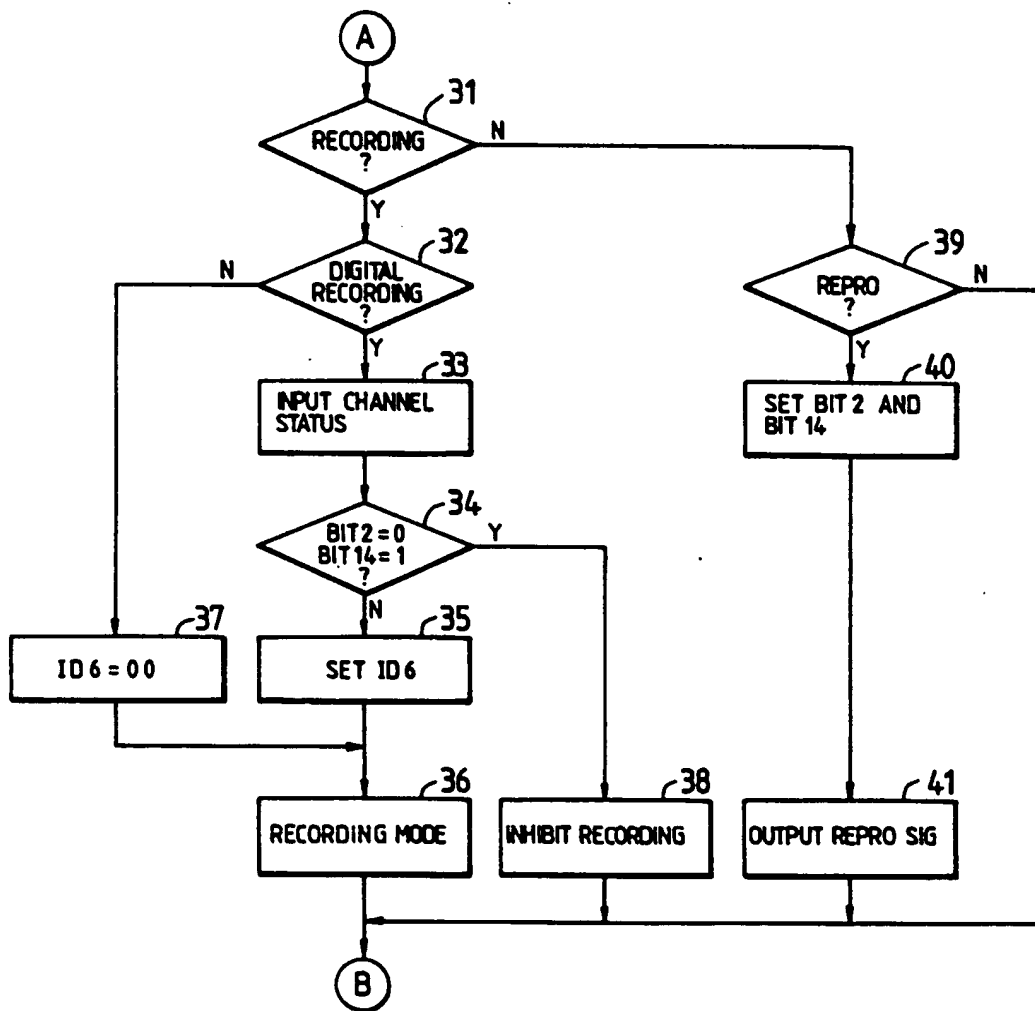 A
31
RECORDING
?
N
Y
32
DIGITAL
RECORDING
?
N
Y
39
REPRO
?
N
Y
33
INPUT CHANNEL
STATUS
40
SET BIT 2 AND
BIT 14
34
BIT 2 = 0
BIT 14 = 1
?
Y
N
37
ID 6 = 0 0
35
SET ID 6
36
RECORDING MODE
38
INHIBIT RECORDING
41
OUTPUT REPRO SIG
B